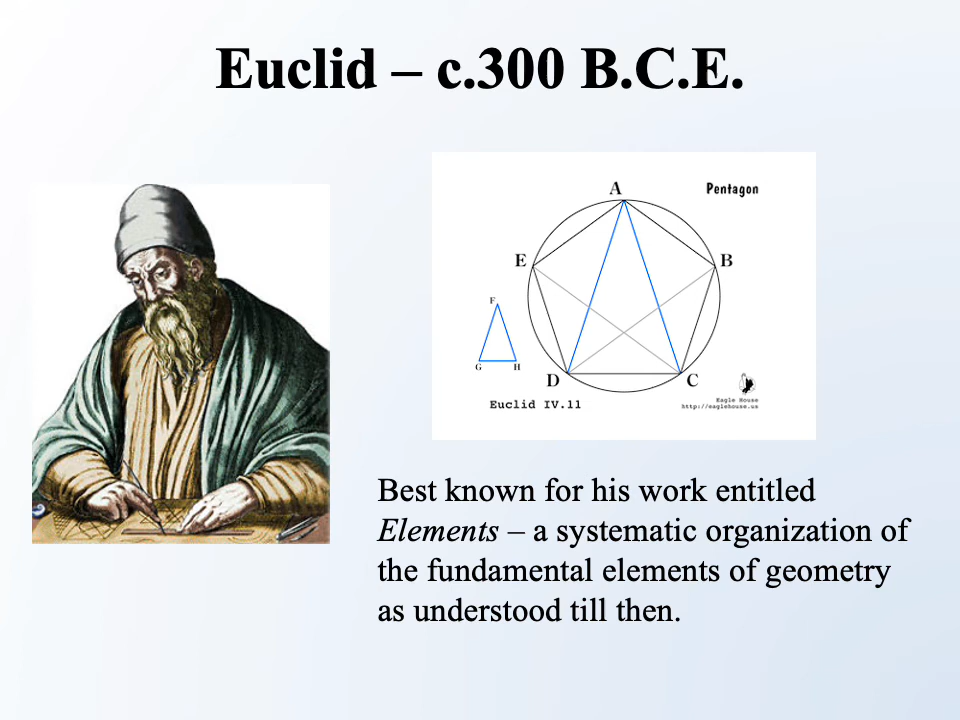 Euclid – c.300 B.C.E.
A
Pentagon
E
B
F
G
H
D
C
Euclid IV.11
Eagle House
http://eaglehouse.us
Best known for his work entitled
Elements – a systematic organization of
the fundamental elements of geometry
as understood till then.